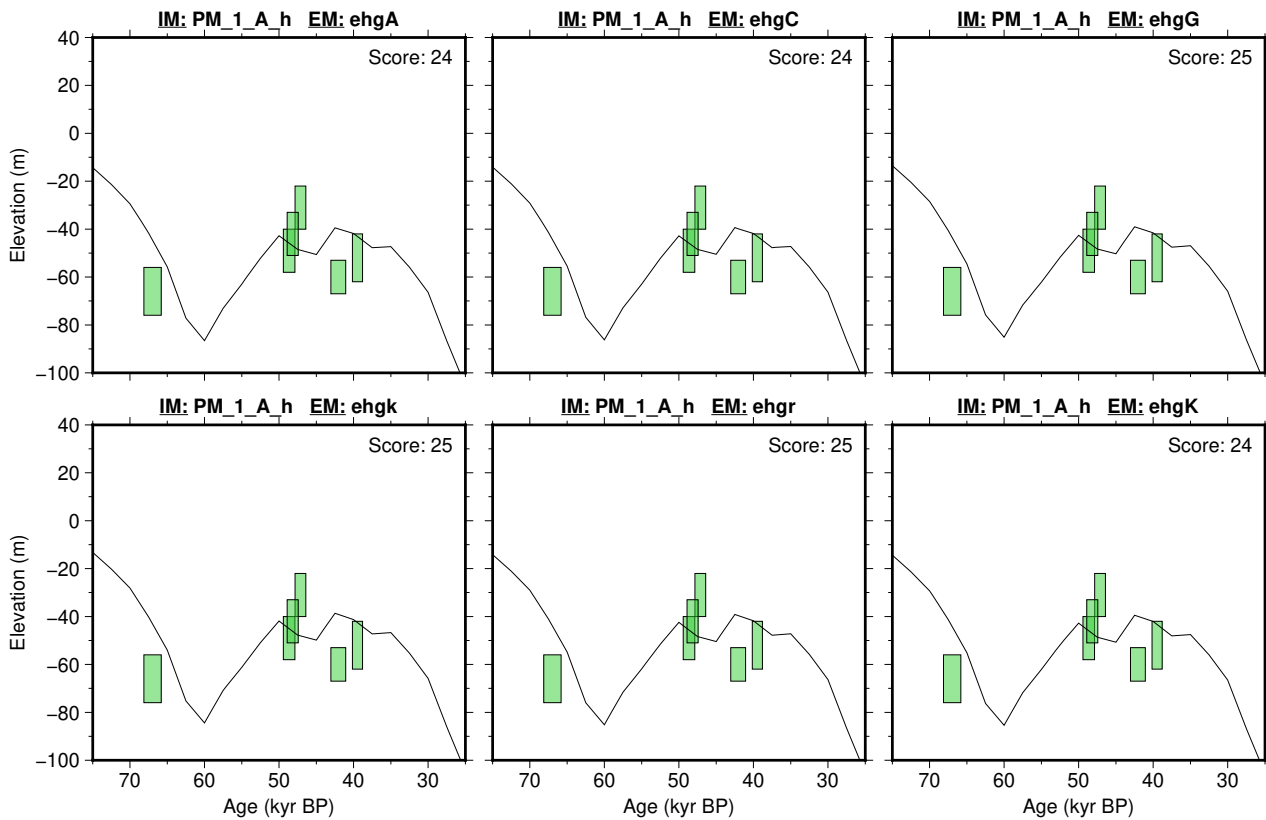 IM: PM_1_A_h EM: ehgA
IM: PM_1_A_h EM: ehgC
IM: PM_1_A_h EM: ehgG
40
20
0
−20
−40
−60
−80
−100
Elevation (m)
Score: 24
Score: 24
Score: 25
IM: PM_1_A_h EM: ehgk
IM: PM_1_A_h EM: ehgr
IM: PM_1_A_h EM: ehgK
40
20
0
−20
−40
−60
−80
−100
Elevation (m)
Score: 25
Score: 25
Score: 24
70 60 50 40 30
70 60 50 40 30
70 60 50 40 30
Age (kyr BP)
Age (kyr BP)
Age (kyr BP)